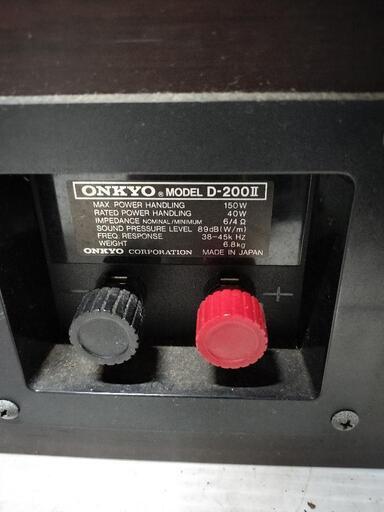 ONKYO® MODEL D-200II
MAX POWER HANDLING 150W
RATED POWER HANDLING 40W
IMPEDANCE NOMINAL/MINIMUM 6/4 Ω
SOUND PRESSURE LEVEL 89dB(W/m)
FREQ. RESPONSE 38-45k Hz
WEIGHT 6.8kg
ONKYO CORPORATION MADE IN JAPAN
- +